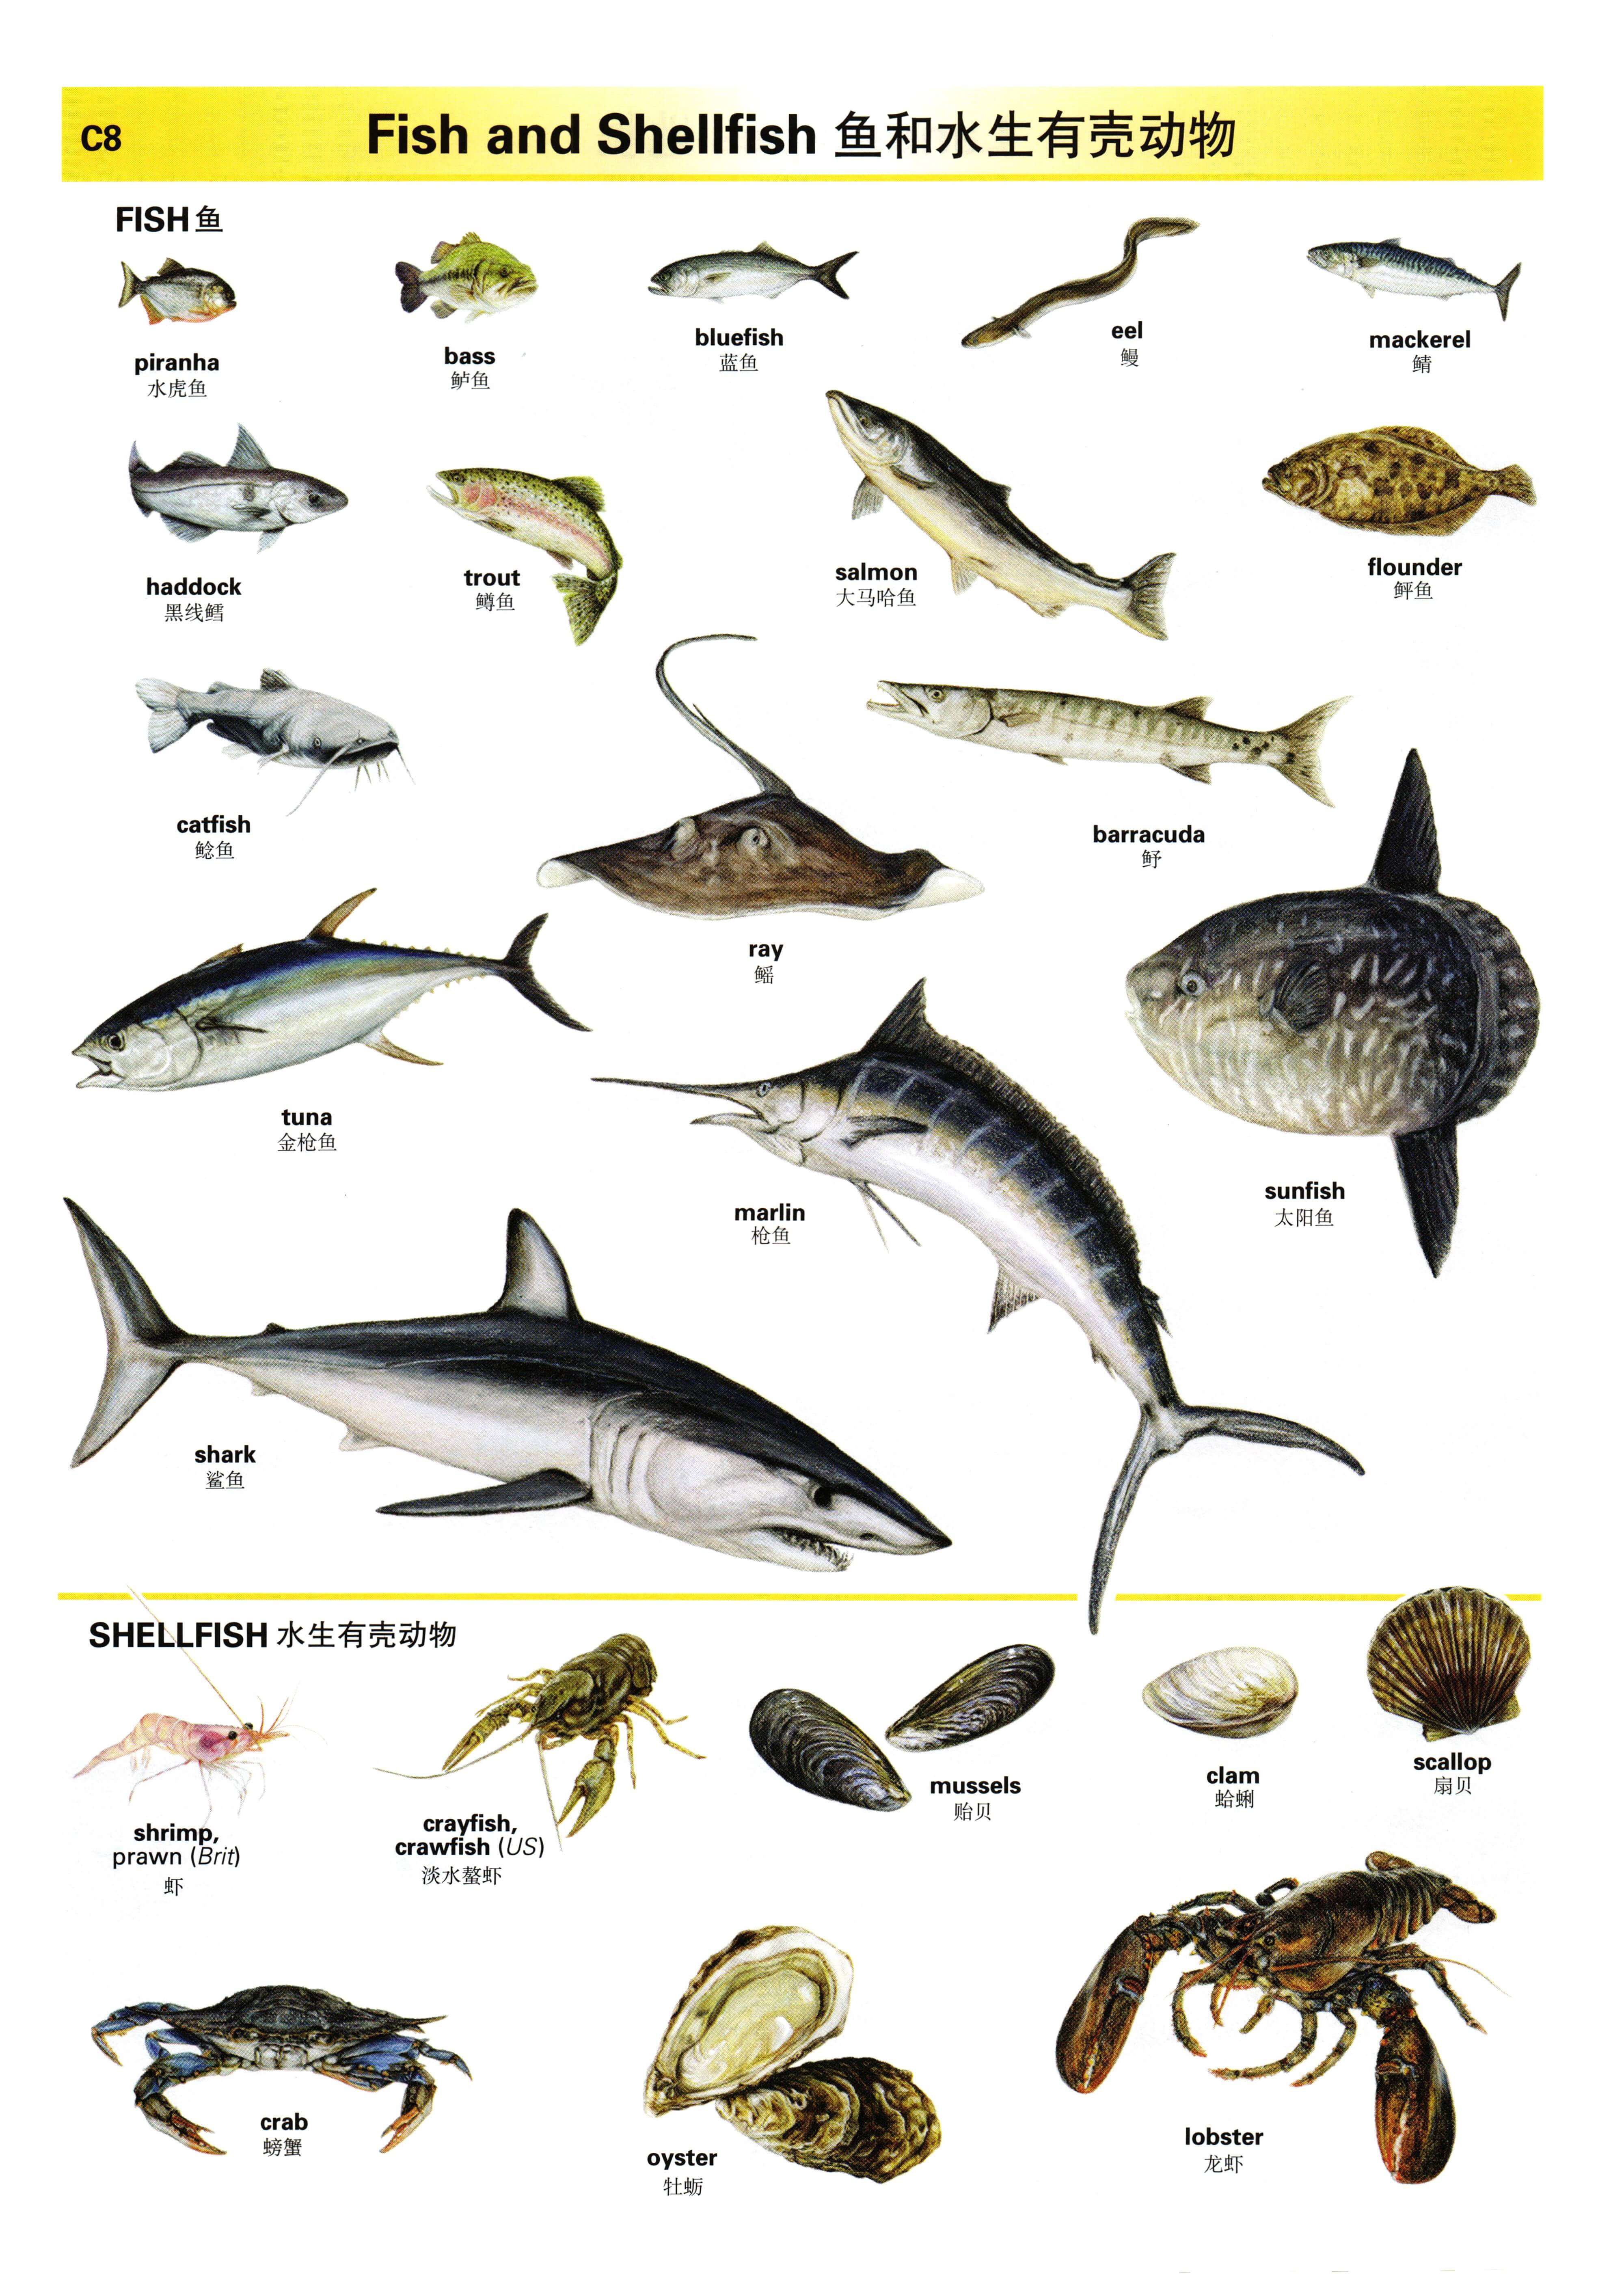 C8
Fish and Shellfish 鱼和水生有壳动物
FISH 鱼
piranha
水虎鱼
bass
鲈鱼
bluefish
蓝鱼
eel
鳗
mackerel
鲭
haddock
黑线鳕
trout
鳟鱼
salmon
大马哈鱼
flounder
鲆鱼
catfish
鲶鱼
ray
鳐
barracuda
魣
tuna
金枪鱼
marlin
枪鱼
sunfish
太阳鱼
shark
鲨鱼
SHELLFISH 水生有壳动物
shrimp,
prawn (Brit)
虾
crayfish,
crawfish (US)
淡水螯虾
mussels
贻贝
clam
蛤蜊
scallop
扇贝
crab
螃蟹
oyster
牡蛎
lobster
龙虾